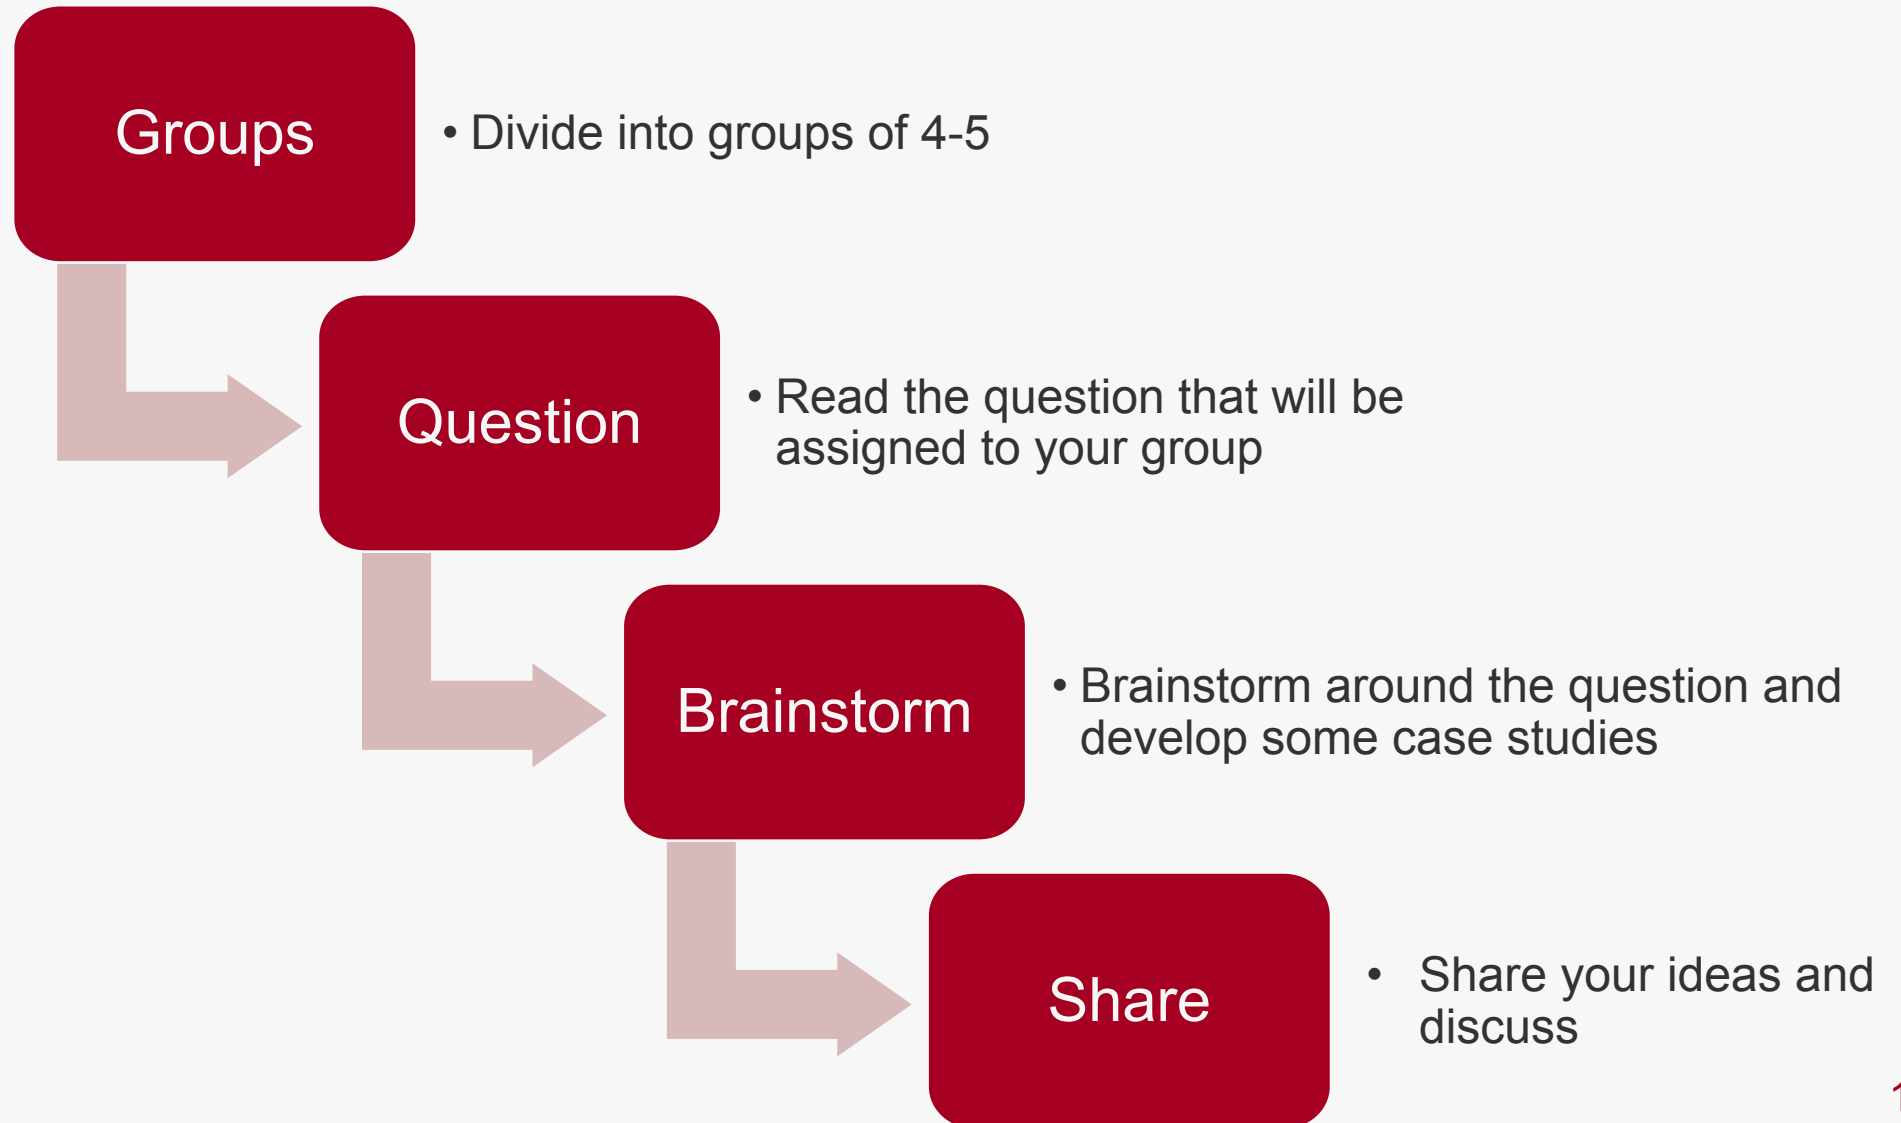 Groups
• Divide into groups of 4-5
Question
• Read the question that will be
assigned to your group
Brainstorm
• Brainstorm around the question and
develop some case studies
Share
• Share your ideas and
discuss